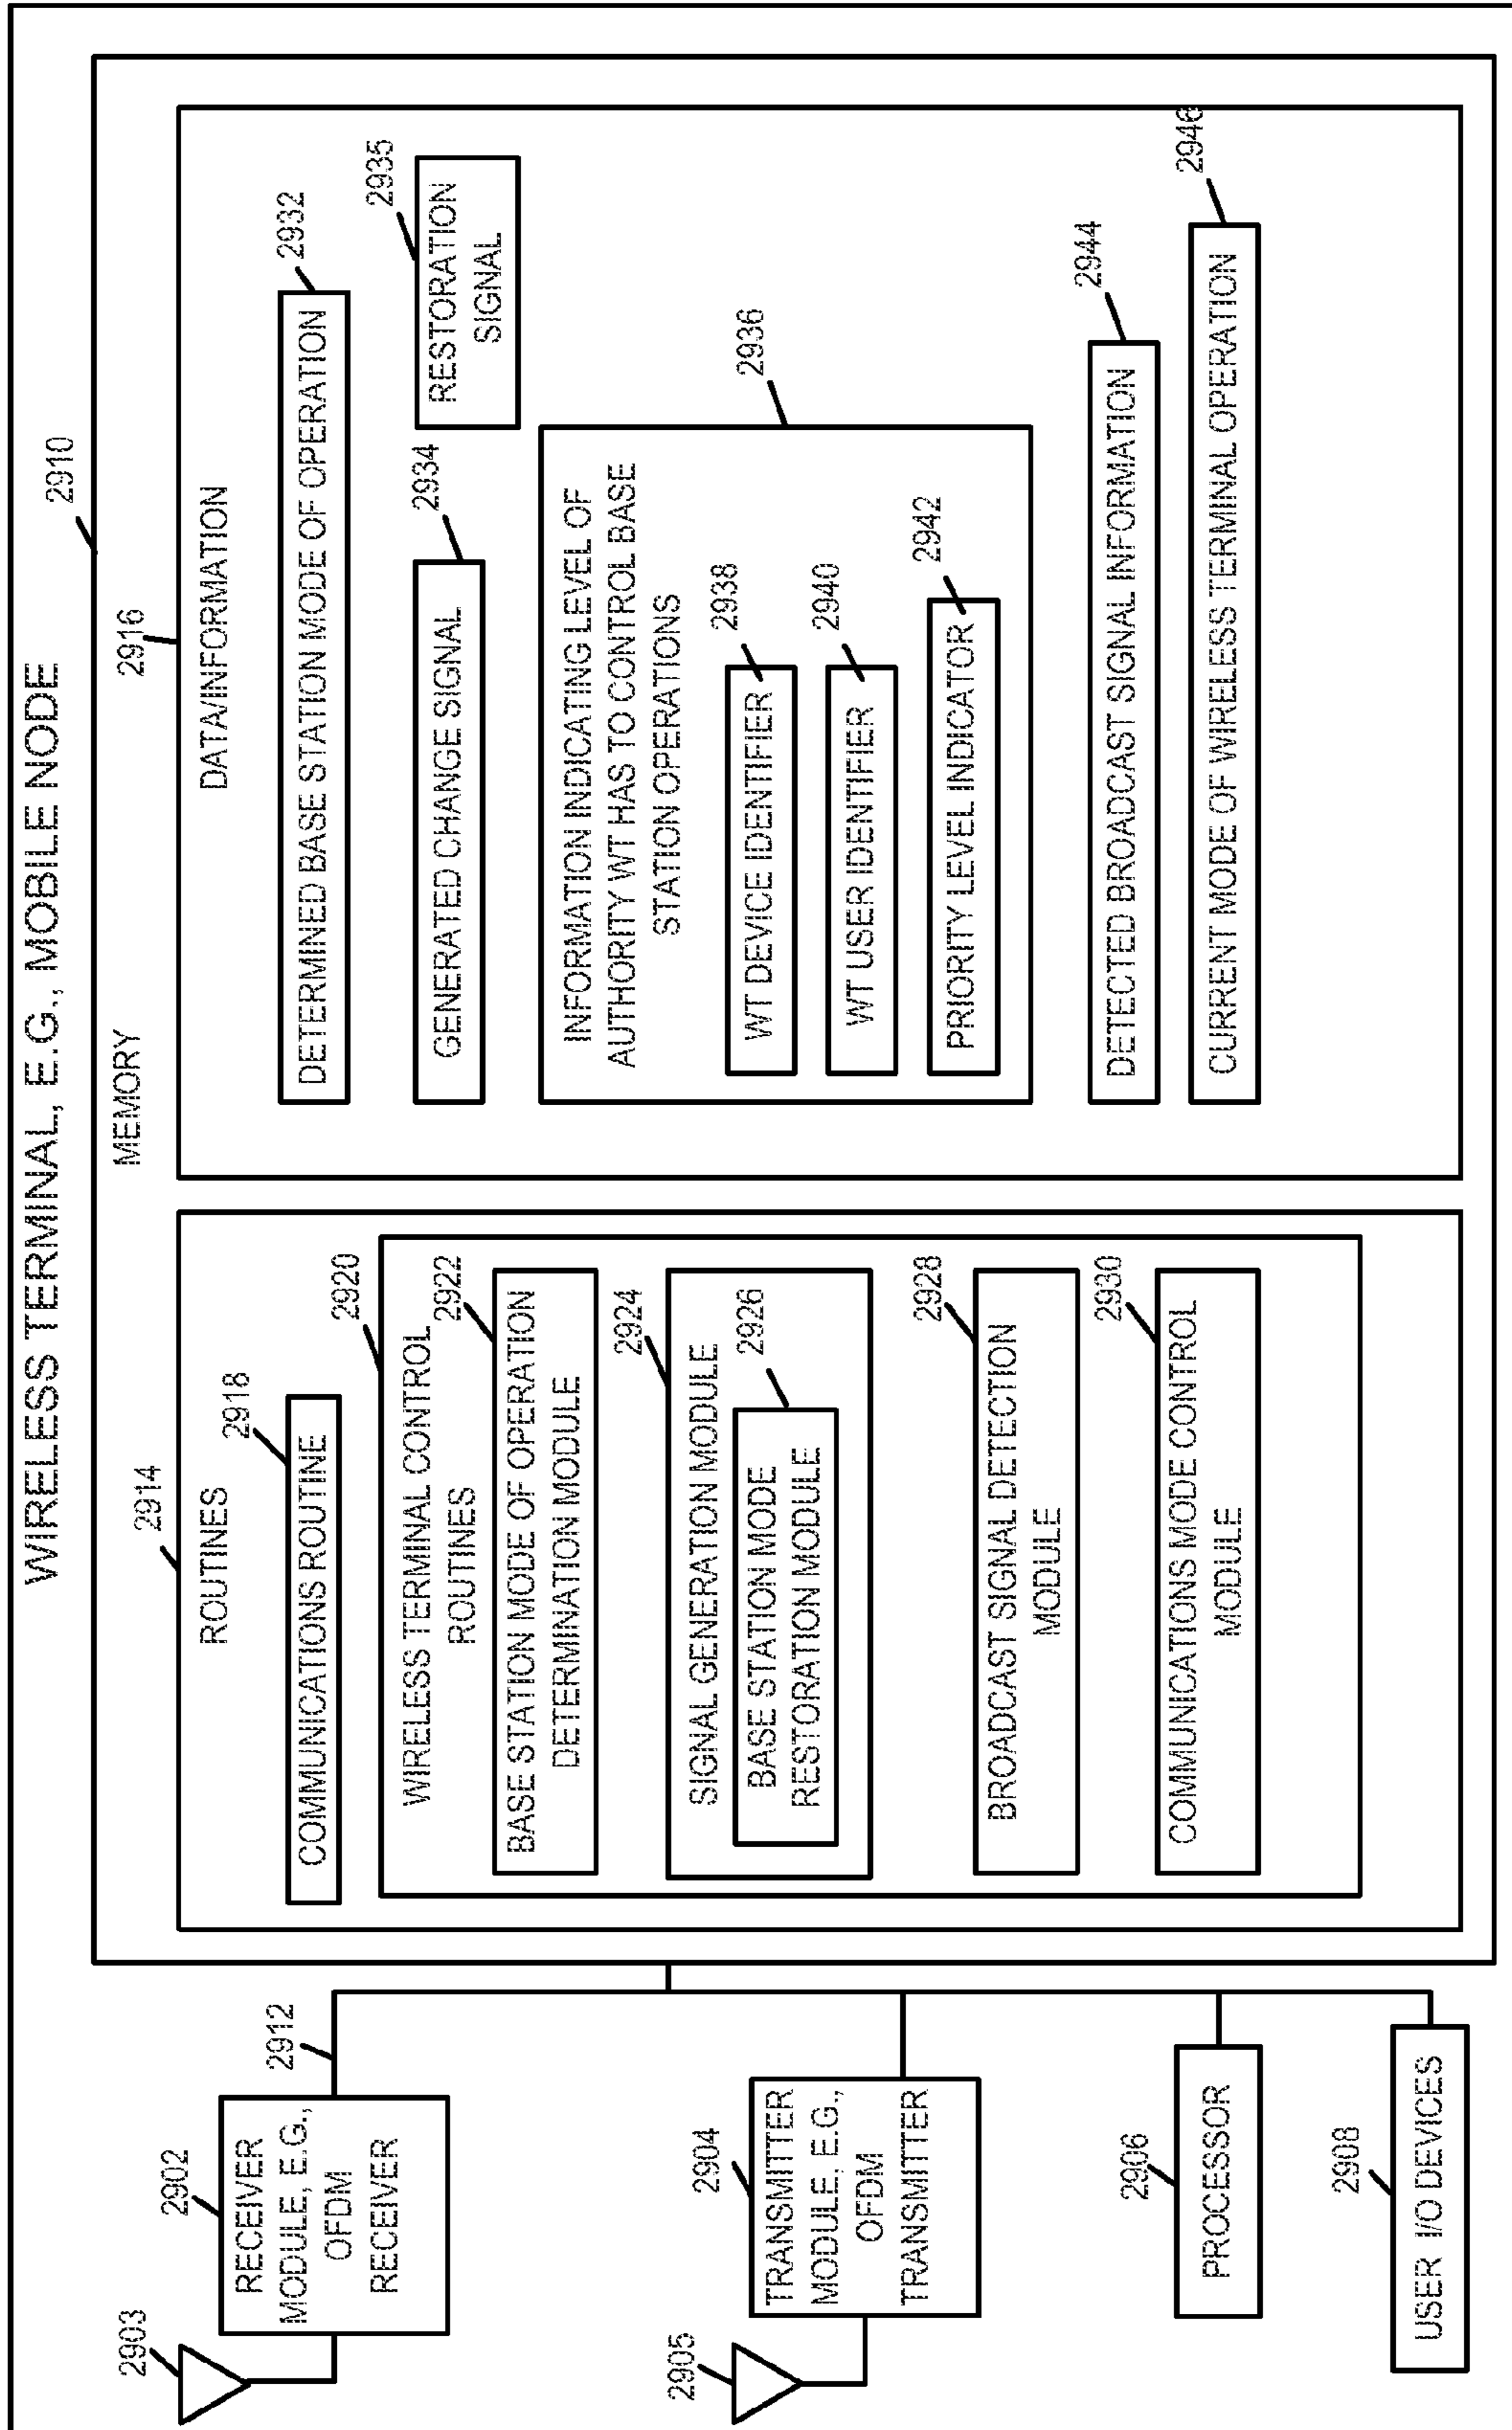 WIRELESS TERMINAL, E.G., MOBILE NODE
2903
2902
RECEIVER
MODULE, E.G.,
OFDM
RECEIVER
2912
2905
2904
TRANSMITTER
MODULE, E.G.,
OFDM
TRANSMITTER
2906
PROCESSOR
2908
USER I/O DEVICES
2910
MEMORY
2914
ROUTINES
2918
COMMUNICATIONS ROUTINE
2920
WIRELESS TERMINAL CONTROL
ROUTINES
2922
BASE STATION MODE OF OPERATION
DETERMINATION MODULE
2924
SIGNAL GENERATION MODULE
2926
BASE STATION MODE
RESTORATION MODULE
2928
BROADCAST SIGNAL DETECTION
MODULE
2930
COMMUNICATIONS MODE CONTROL
MODULE
2916
DATA/INFORMATION
2932
DETERMINED BASE STATION MODE OF OPERATION
2934
GENERATED CHANGE SIGNAL
2935
RESTORATION
SIGNAL
2936
INFORMATION INDICATING LEVEL OF
AUTHORITY WT HAS TO CONTROL BASE
STATION OPERATIONS
2938
WT DEVICE IDENTIFIER
2940
WT USER IDENTIFIER
2942
PRIORITY LEVEL INDICATOR
2944
DETECTED BROADCAST SIGNAL INFORMATION
2946
CURRENT MODE OF WIRELESS TERMINAL OPERATION